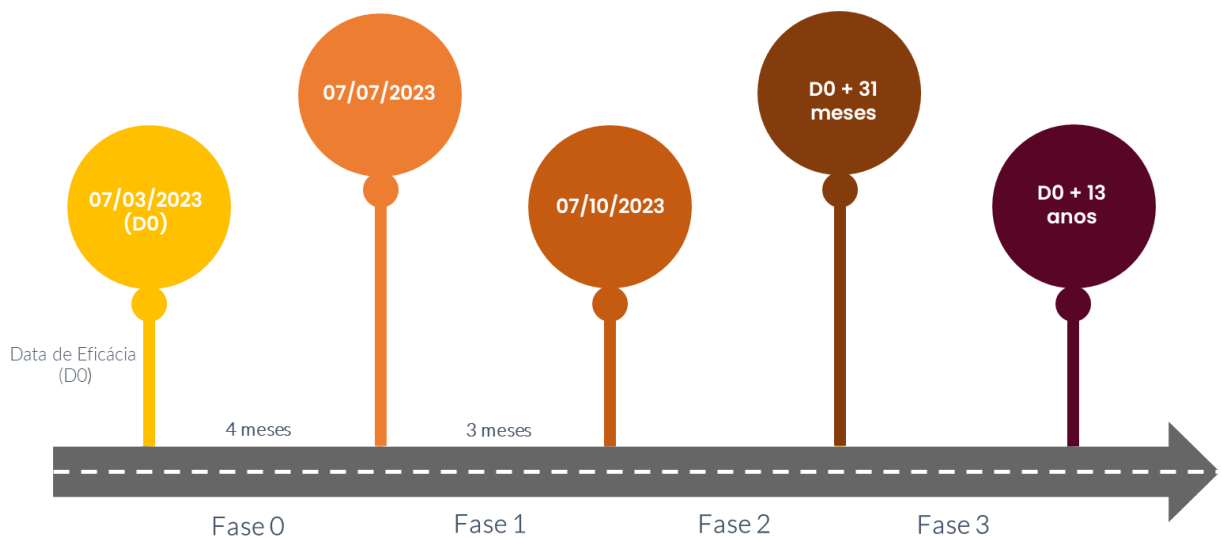 07/03/2023
(D0)
07/07/2023
07/10/2023
D0 + 31
meses
D0 + 13
anos
Data de Eficácia
(D0)
4 meses
3 meses
Fase 0
Fase 1
Fase 2
Fase 3